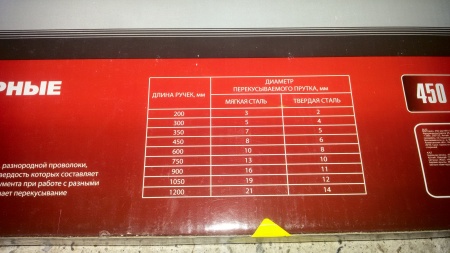 РНЫЕ
ДЛИНА РУЧЕК, мм
ДИАМЕТР
ПЕРЕКУСЫВАЕМОГО ПРУТКА, мм
МЯГКАЯ СТАЛЬ ТВЕРДАЯ СТАЛЬ
200 3 2
300 5 4
350 7 5
450 8 6
600 10 8
750 13 10
900 16 11
1050 19 12
1200 21 14
450
разнородной проволоки,
вердость которых составляет
умента при работе с разными
ает перекусывание